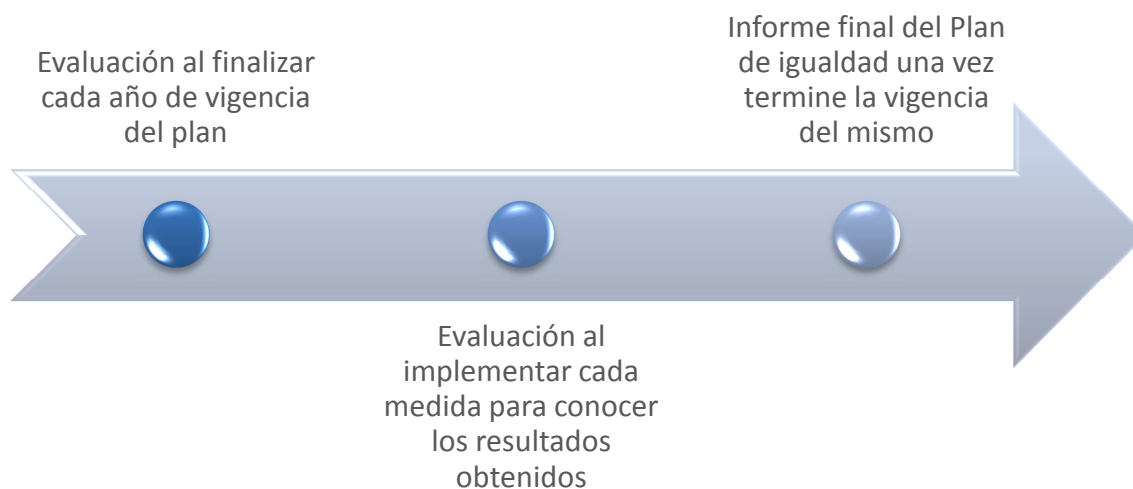 Evaluación al finalizar
cada año de vigencia
del plan
Evaluación al
implementar cada
medida para conocer
los resultados
obtenidos
Informe final del Plan
de igualdad una vez
termine la vigencia
del mismo